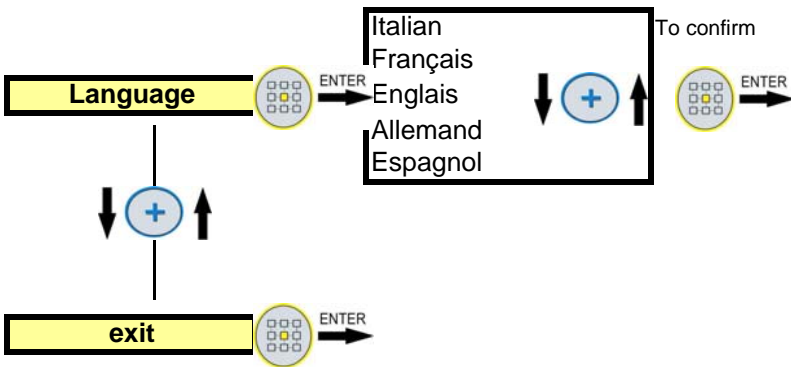 Italian
To confirm
Français
Language
ENTER
Englais
ENTER
Allemand
Espagnol
+
+
exit
ENTER